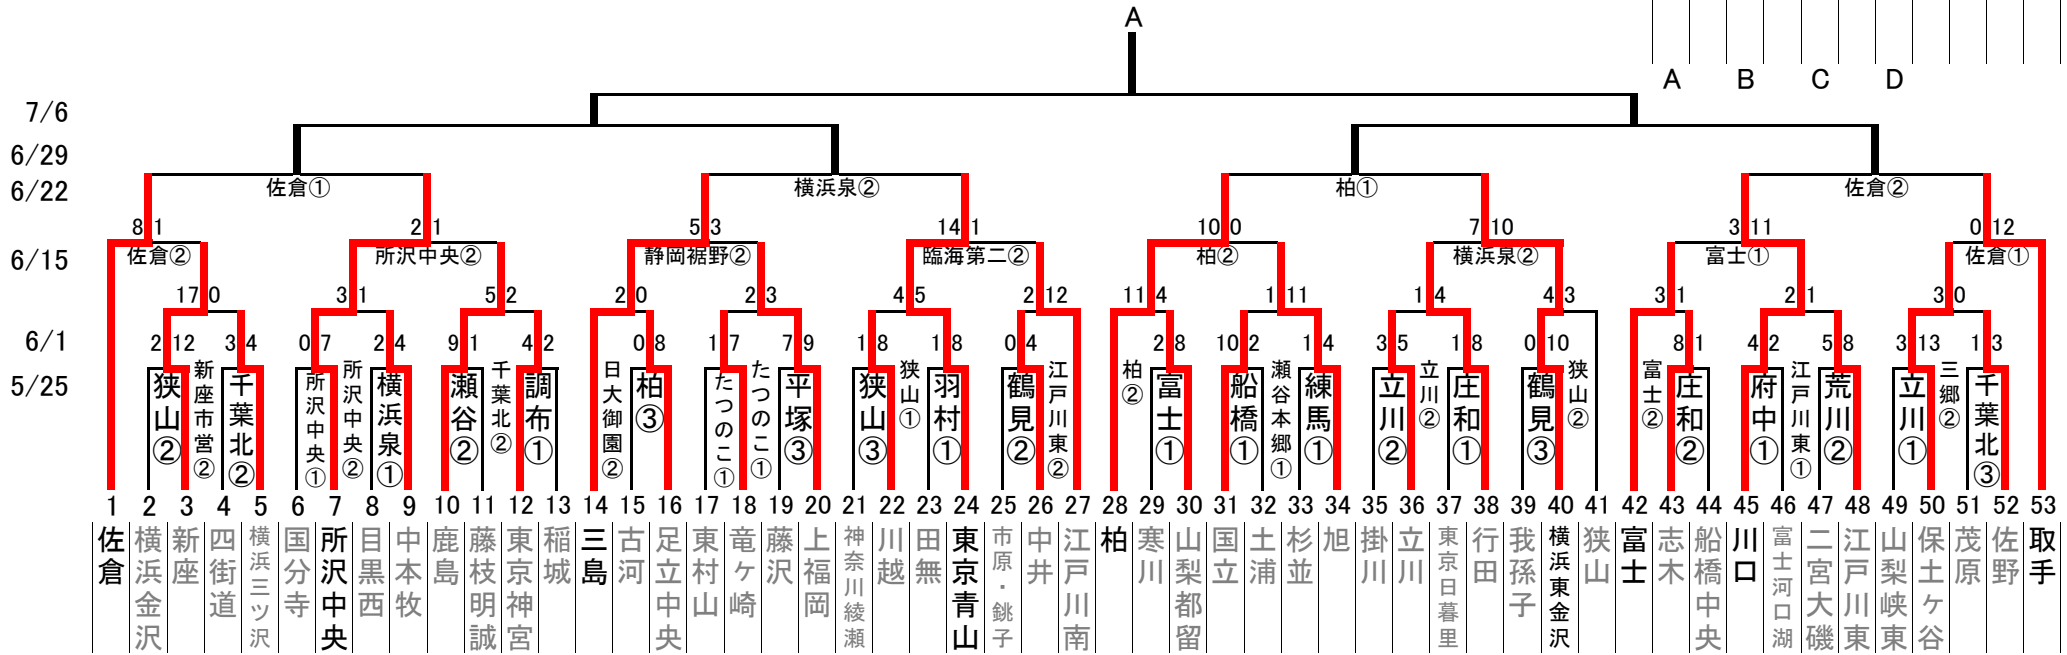 A
A B C D
7/6
6/29
6/22
佐倉① 横浜泉② 柏① 佐倉②
8 1 2 1 5 3 14 1 10 0 7 10 3 11 0 12
6/15
佐倉② 所沢中央② 静岡裾野② 臨海第二② 柏② 横浜泉② 富士① 佐倉①
17 0 3 1 5 2 2 0 2 3 4 5 2 12 11 4 1 11 1 4 4 3 3 1 2 1 3 0
6/1
2 12 3 4 0 7 2 4 9 1 4 2 0 8 1 7 7 9 1 8 1 8 0 4 2 8 10 2 1 4 3 5 1 8 0 10 8 1 4 2 5 8 3 13 1 3
5/25
狭山②
新座市営②
千葉北②
所沢中央①
所沢中央②
横浜泉①
瀬谷②
千葉北②
調布①
日大御園②
柏③
たつのこ①
たつのこ①
平塚③
狭山③
狭山①
羽村①
鶴見②
江戸川東②
柏②
富士①
船橋①
瀬谷本郷①
練馬①
立川②
立川②
庄和①
鶴見③
狭山②
富士②
庄和②
府中①
江戸川東①
荒川②
立川①
三郷②
千葉北③
1 2 3 4 5 6 7 8 9 10 11 12 13 14 15 16 17 18 19 20 21 22 23 24 25 26 27 28 29 30 31 32 33 34 35 36 37 38 39 40 41 42 43 44 45 46 47 48 49 50 51 52 53
佐倉
横浜金沢
新座
四街道
横浜三ツ沢
国分寺
所沢中央
目黒西
中本牧
鹿島
藤枝明誠
東京神宮
稲城
三島
古河
足立中央
東村山
竜ヶ崎
藤沢
上福岡
神奈川綾瀬
川越
田無
東京青山
市原・銚子
中井
江戸川南
柏
寒川
山梨都留
国立
土浦
杉並
旭
掛川
立川
東京日暮里
行田
我孫子
横浜東金沢
狭山
富士
志木
船橋中央
川口
富士河口湖
二宮大磯
江戸川東
山梨峡東
保土ヶ谷
茂原
佐野
取手